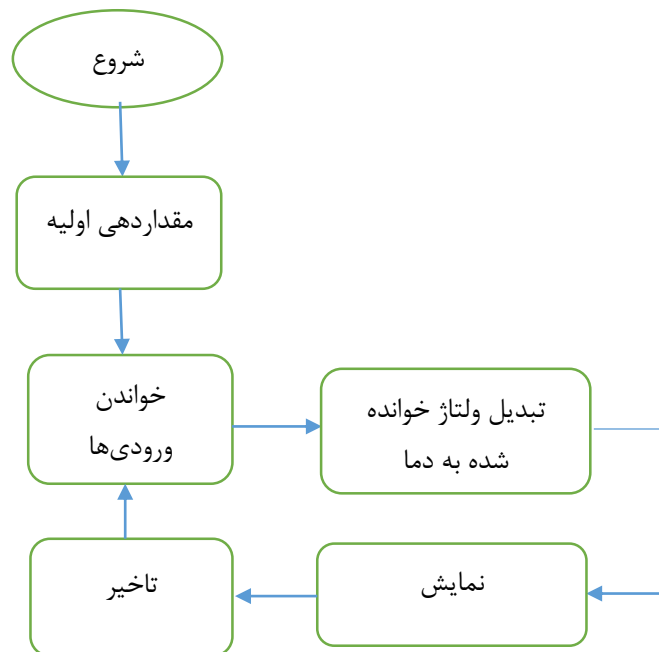 شروع
مقداردهی اولیه
خواندن
ورودی‌ها
تبدیل ولتاژ خوانده
شده به دما
نمایش
تاخیر